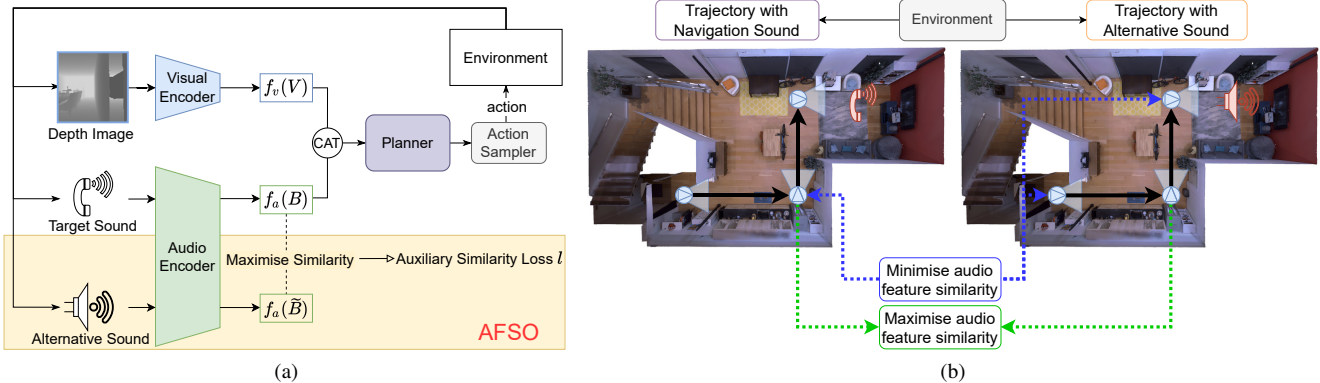 Depth Image
Visual
Encoder
f_v(V)
CAT
Planner
action
Action
Sampler
Environment
Target Sound
Audio
Encoder
f_a(B)
Maximise Similarity
Auxiliary Similarity Loss l
Alternative Sound
f_a(B̃)
AFSO
(a)
Trajectory with
Navigation Sound
Environment
Trajectory with
Alternative Sound
Minimise audio
feature similarity
Maximise audio
feature similarity
(b)